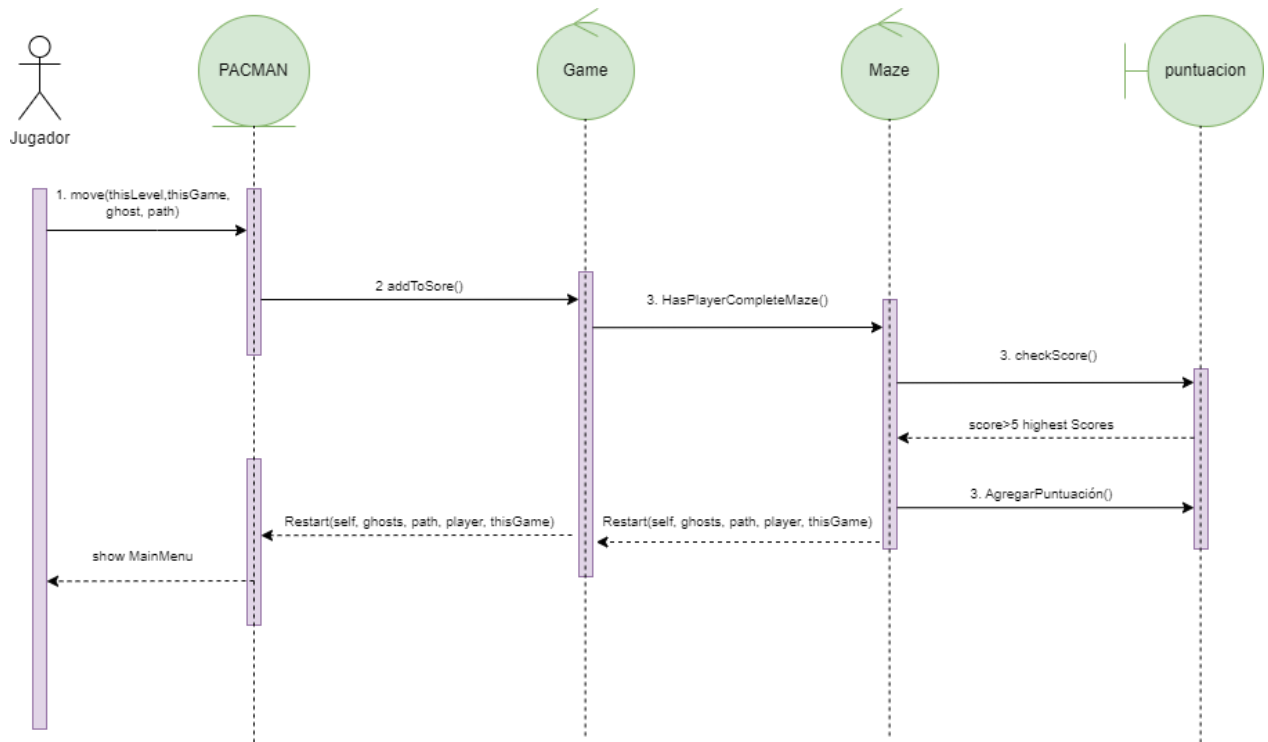 PACMAN
Game
Maze
puntuacion
Jugador
1. move(thisLevel,thisGame,
ghost, path)
2 addToSore()
3. HasPlayerCompleteMaze()
3. checkScore()
score>5 highest Scores
3. AgregarPuntuación()
Restart(self, ghosts, path, player, thisGame)
Restart(self, ghosts, path, player, thisGame)
show MainMenu